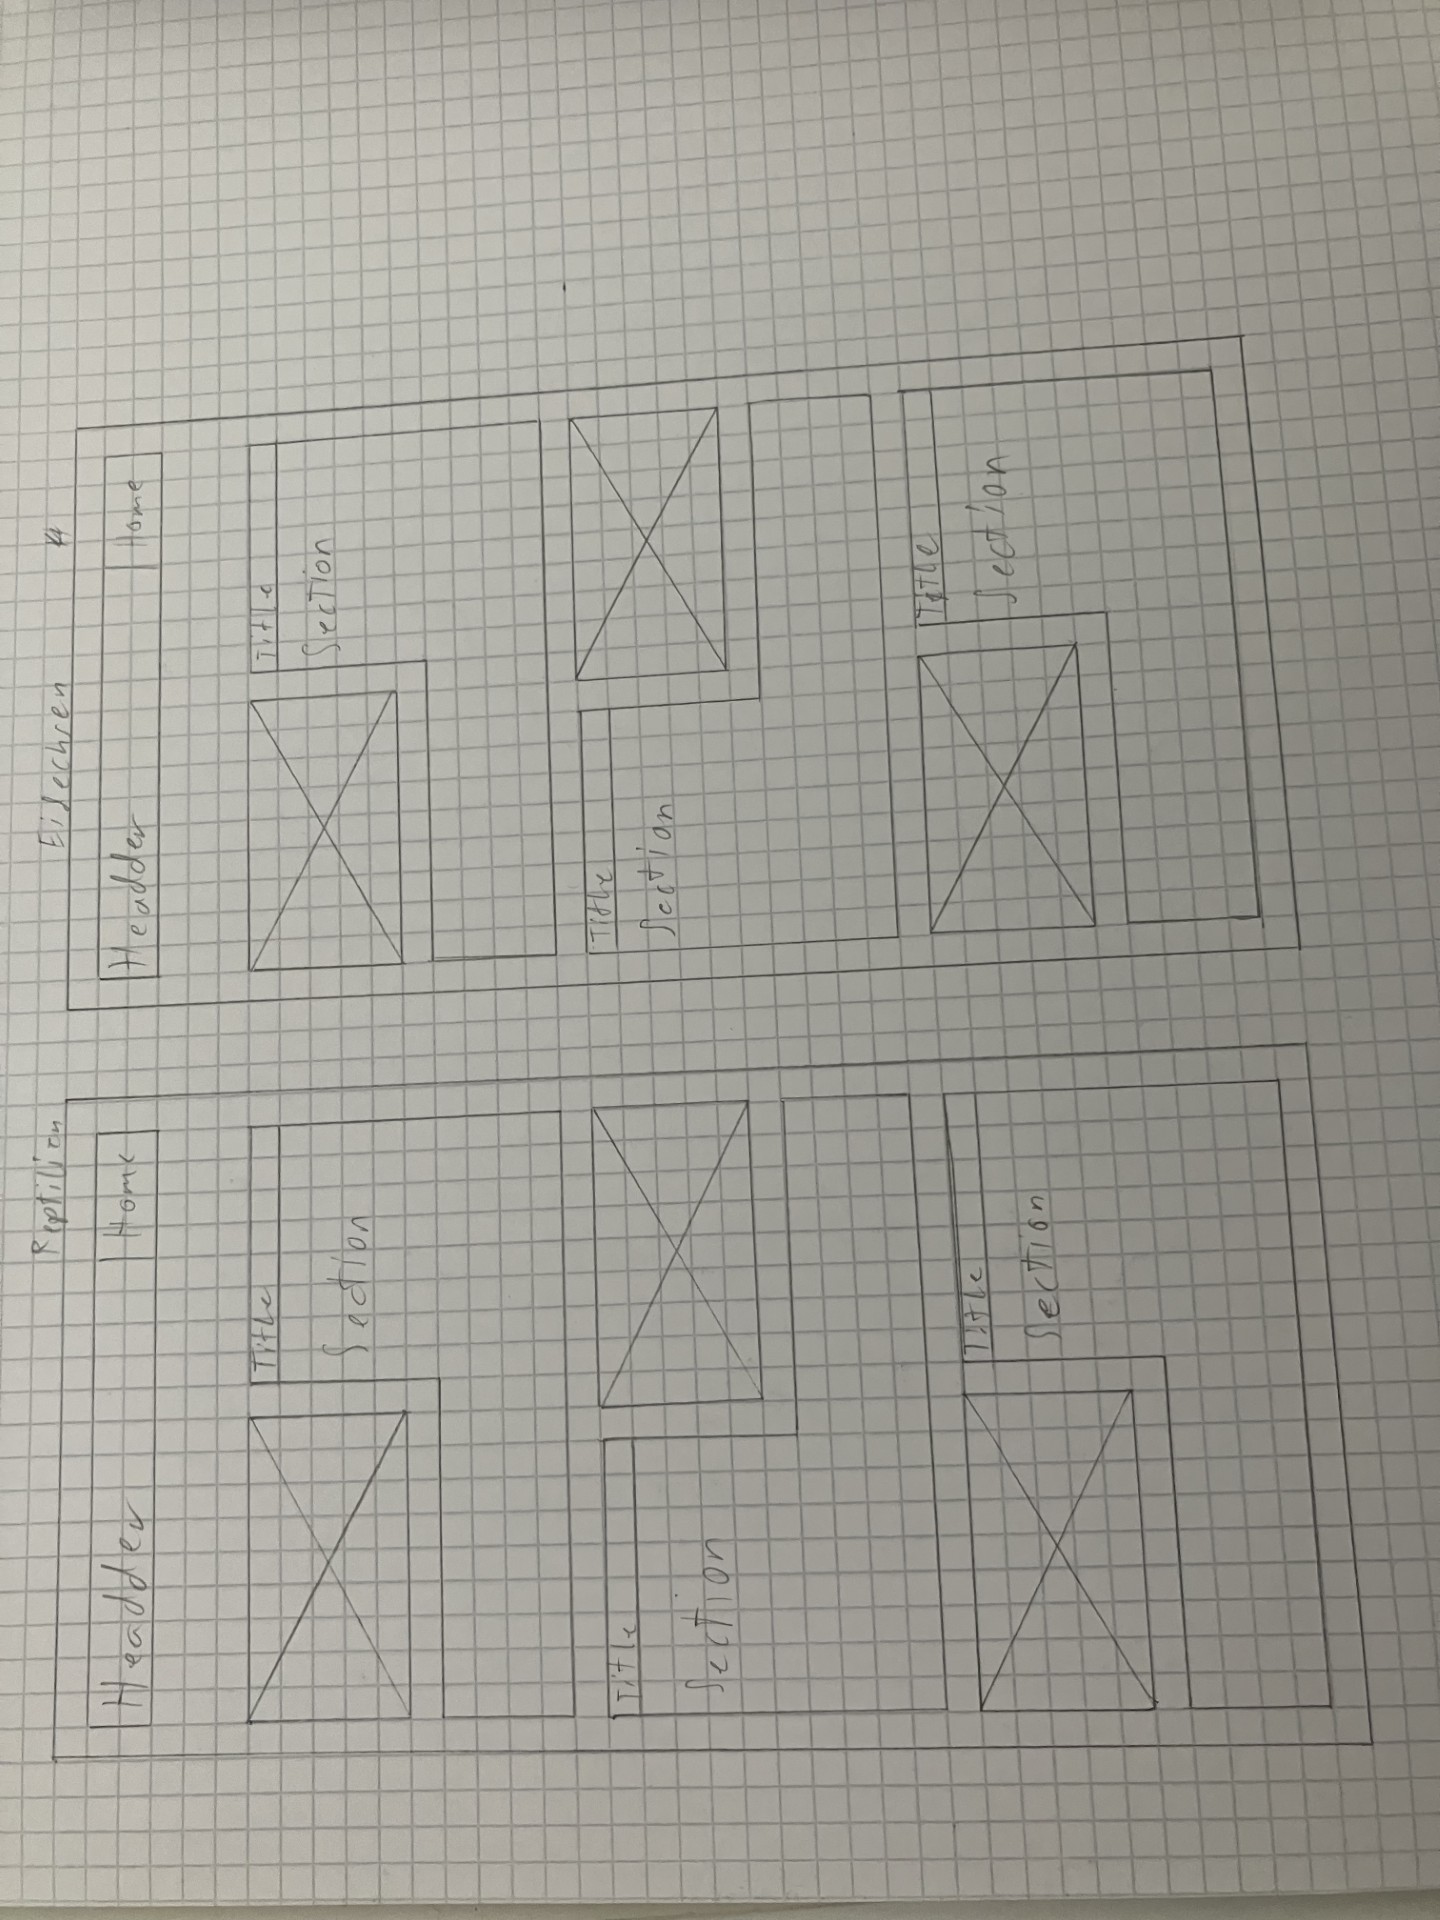 Reptilien
Headder
Home
Title
Section
Title
Section
Title
Section
Eidechsen
Headder
Home
Title
Section
Title
Section
Title
Section